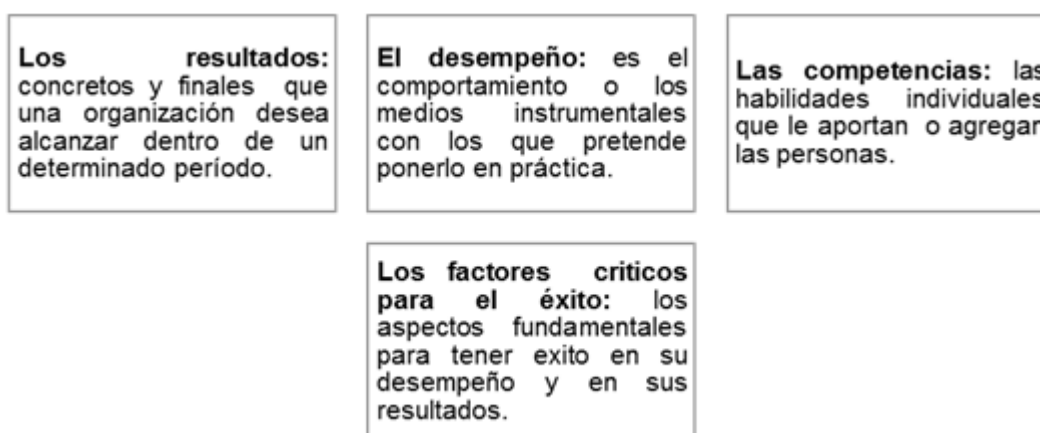 Los resultados:
concretos y finales que
una organización desea
alcanzar dentro de un
determinado período.
El desempeño: es el
comportamiento o los
medios instrumentales
con los que pretende
ponerlo en práctica.
Las competencias: las
habilidades individuales
que le aportan o agregan
las personas.
Los factores criticos
para el éxito: los
aspectos fundamentales
para tener exito en su
desempeño y en sus
resultados.